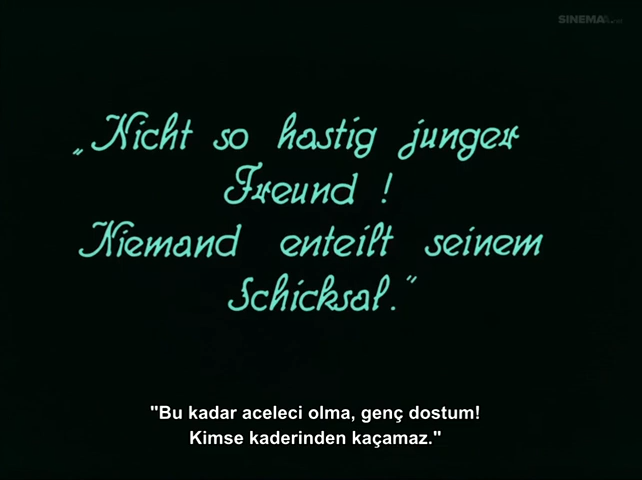 SINEMA
„Nicht so hastig junger
Freund !
Niemand enteilt seinem
Schicksal.“
"Bu kadar aceleci olma, genç dostum!
Kimse kaderinden kaçamaz."